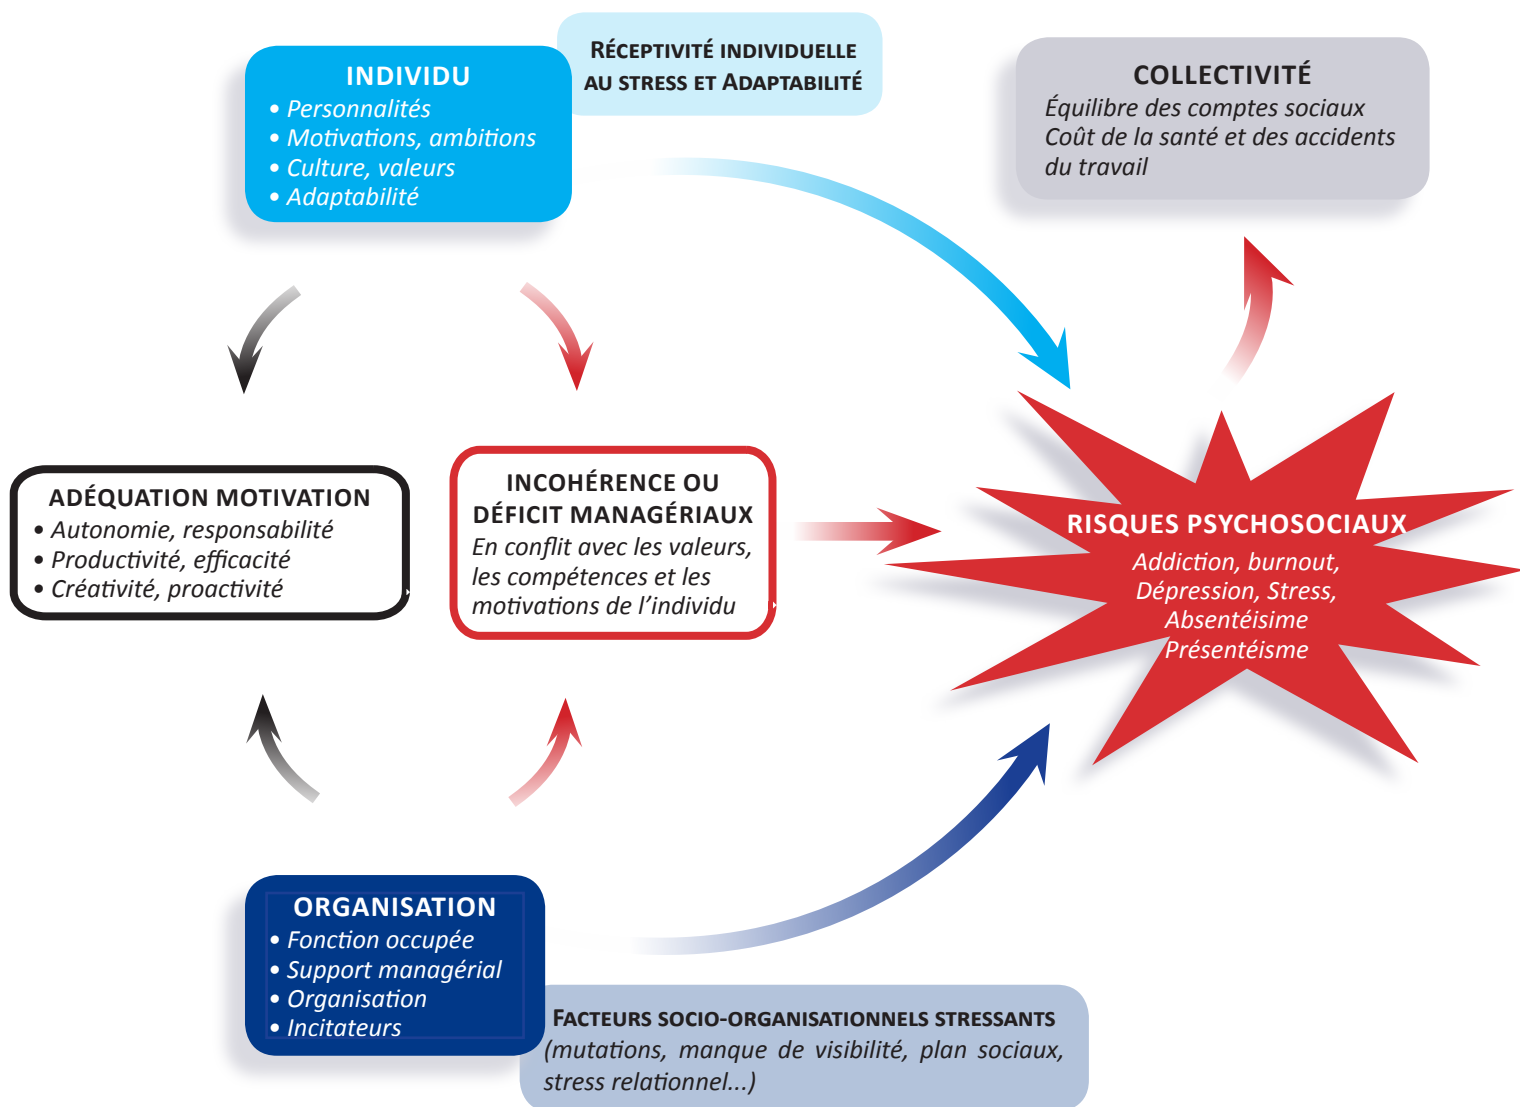 INDIVIDU
• Personnalités
• Motivations, ambitions
• Culture, valeurs
• Adaptabilité
RÉCEPTIVITÉ INDIVIDUELLE
AU STRESS ET ADAPTABILITÉ
COLLECTIVITÉ
Équilibre des comptes sociaux
Coût de la santé et des accidents
du travail
ADÉQUATION MOTIVATION
• Autonomie, responsabilité
• Productivité, efficacité
• Créativité, proactivité
INCOHÉRENCE OU
DÉFICIT MANAGÉRIAUX
En conflit avec les valeurs,
les compétences et les
motivations de l’individu
RISQUES PSYCHOSOCIAUX
Addiction, burnout,
Dépression, Stress,
Absentéisime
Présentéisme
ORGANISATION
• Fonction occupée
• Support managérial
• Organisation
• Incitateurs
FACTEURS SOCIO-ORGANISATIONNELS STRESSANTS
(mutations, manque de visibilité, plan sociaux,
stress relationnel...)